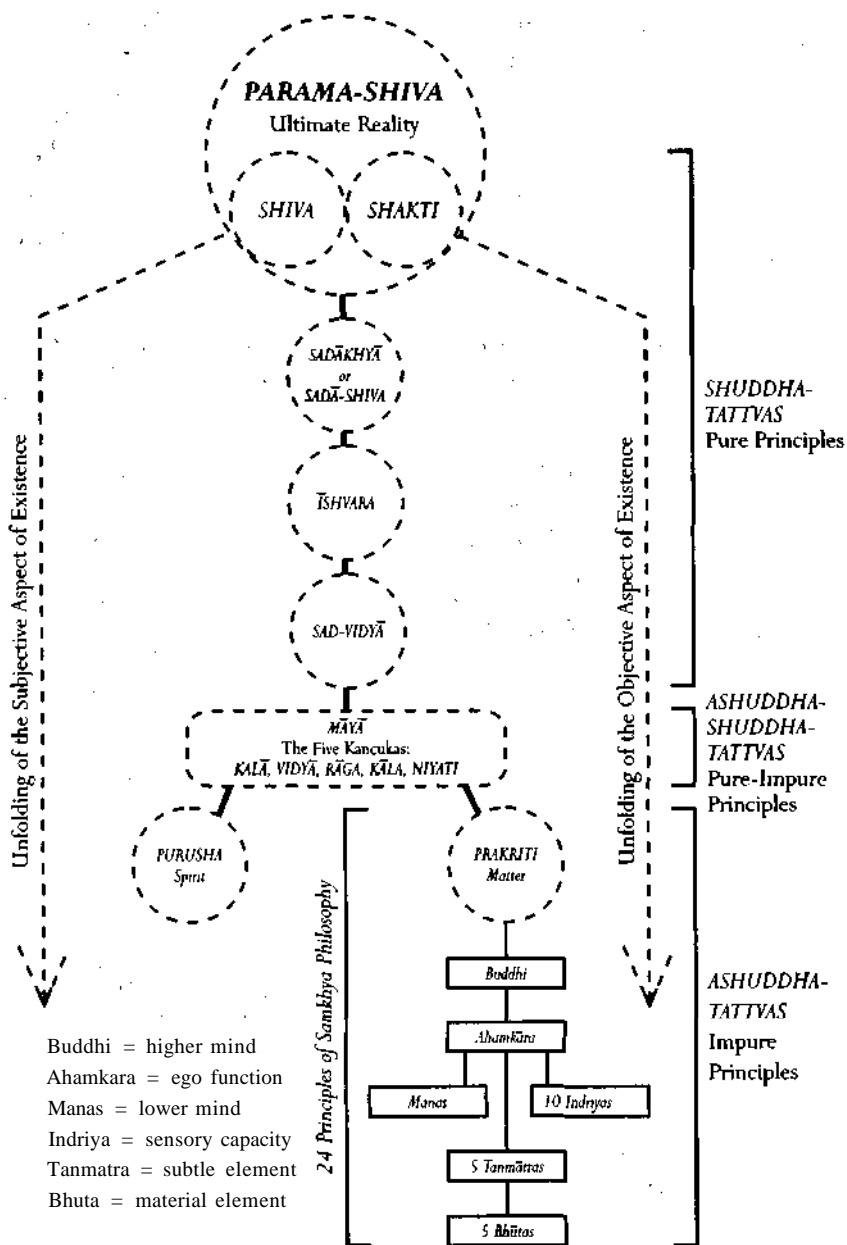 PARAMA-SHIVA
Ultimate Reality
SHIVA
SHAKTI
SADĀKHYĀ
or
SADĀ-SHIVA
ĪSHVARA
SAD-VIDYĀ
MĀYĀ
The Five Kancukas:
KALĀ, VIDYĀ, RĀGA, KĀLA, NIYATI
PURUSHA
Spirit
PRAKRITI
Matter
Buddhi
Ahamkāra
Manas
10 Indriyas
5 Tanmāttas
5 Bhūtas
Unfolding of the Subjective Aspect of Existence
Unfolding of the Objective Aspect of Existence
24 Principles of Samkhya Philosophy
SHUDDHA-
TATTVAS
Pure Principles
ASHUDDHA-
SHUDDHA-
TATTVAS
Pure-Impure
Principles
ASHUDDHA-
TATTVAS
Impure
Principles
Buddhi = higher mind
Ahamkara = ego function
Manas = lower mind
Indriya = sensory capacity
Tanmatra = subtle element
Bhuta = material element